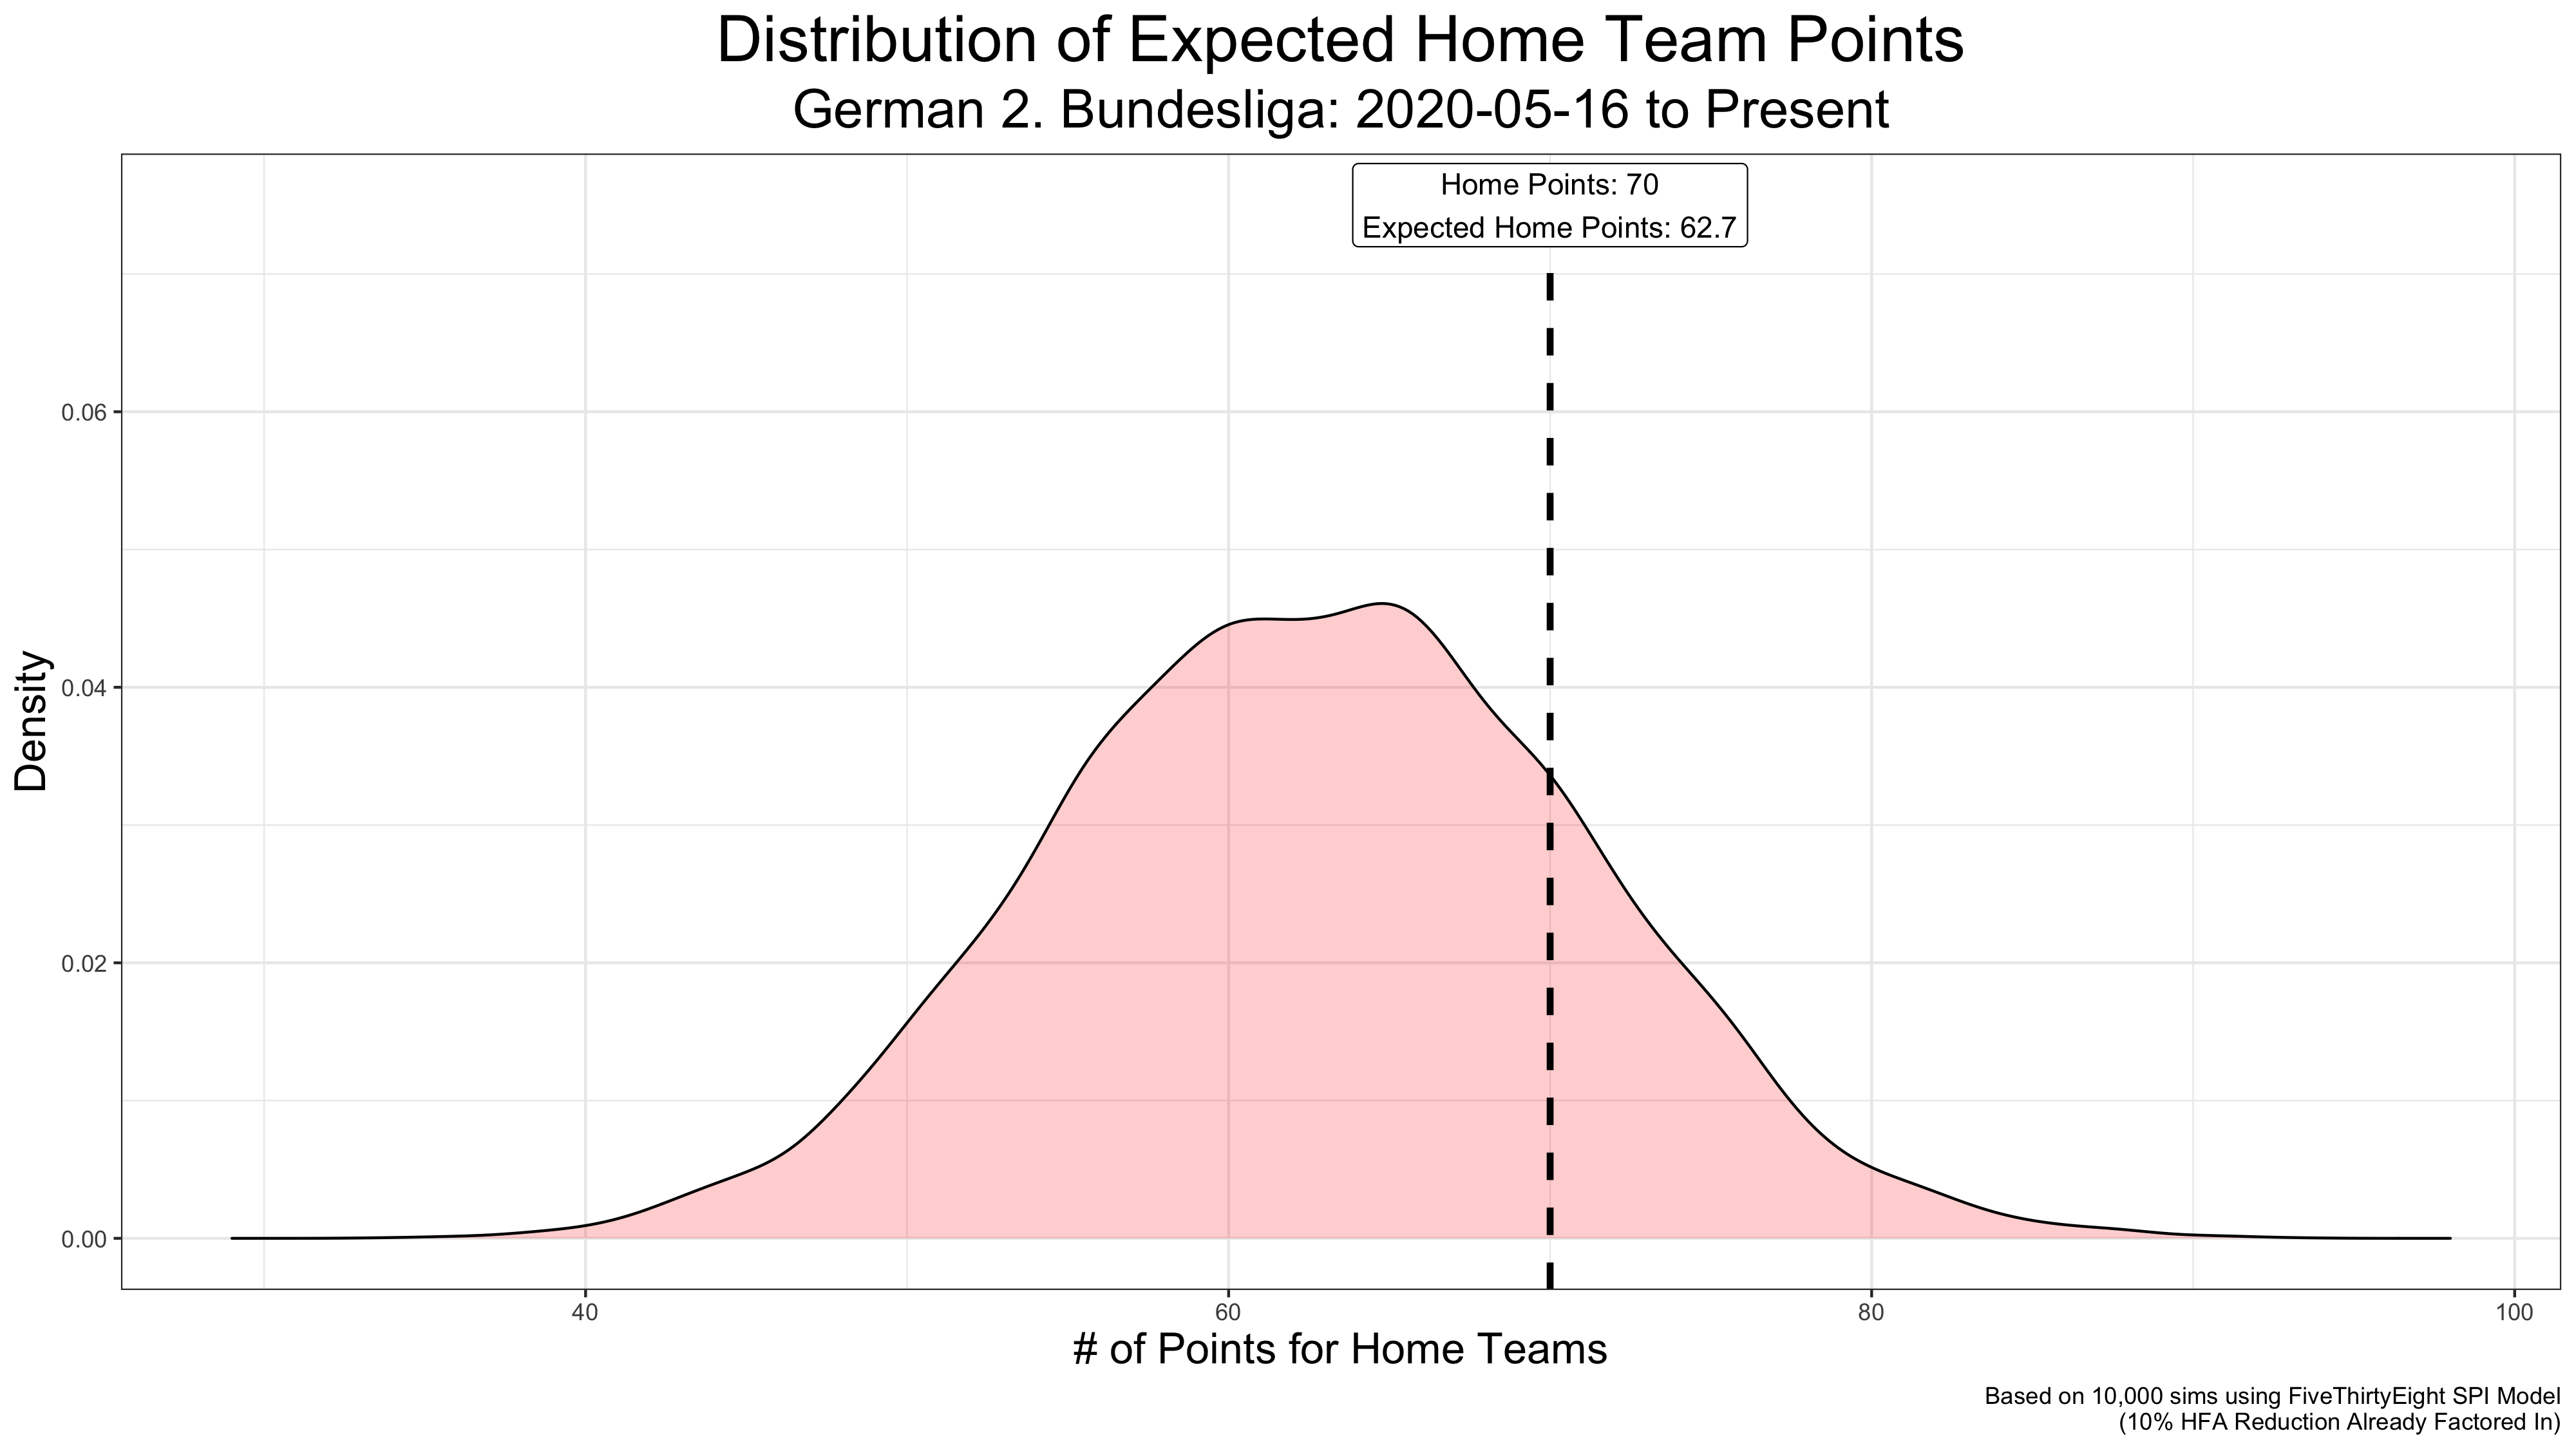 Distribution of Expected Home Team Points
German 2. Bundesliga: 2020-05-16 to Present
Home Points: 70
Expected Home Points: 62.7
0.06
0.04
0.02
0.00
Density
40
60
80
100
# of Points for Home Teams
Based on 10,000 sims using FiveThirtyEight SPI Model
(10% HFA Reduction Already Factored In)